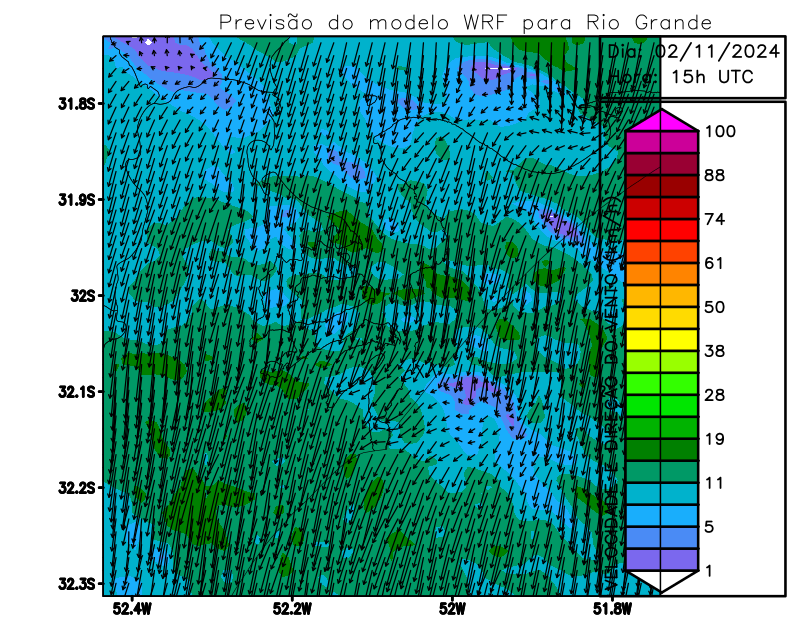 Previsão do modelo WRF para Rio Grande
Dia: 02/11/2024
Hora: 15h UTC
31.8S
31.9S
32S
32.1S
32.2S
32.3S
52.4W
52.2W
52W
51.8W
VELOCIDADE E DIREÇÃO DO VENTO (km/h)
100
88
74
61
50
38
28
19
11
5
1